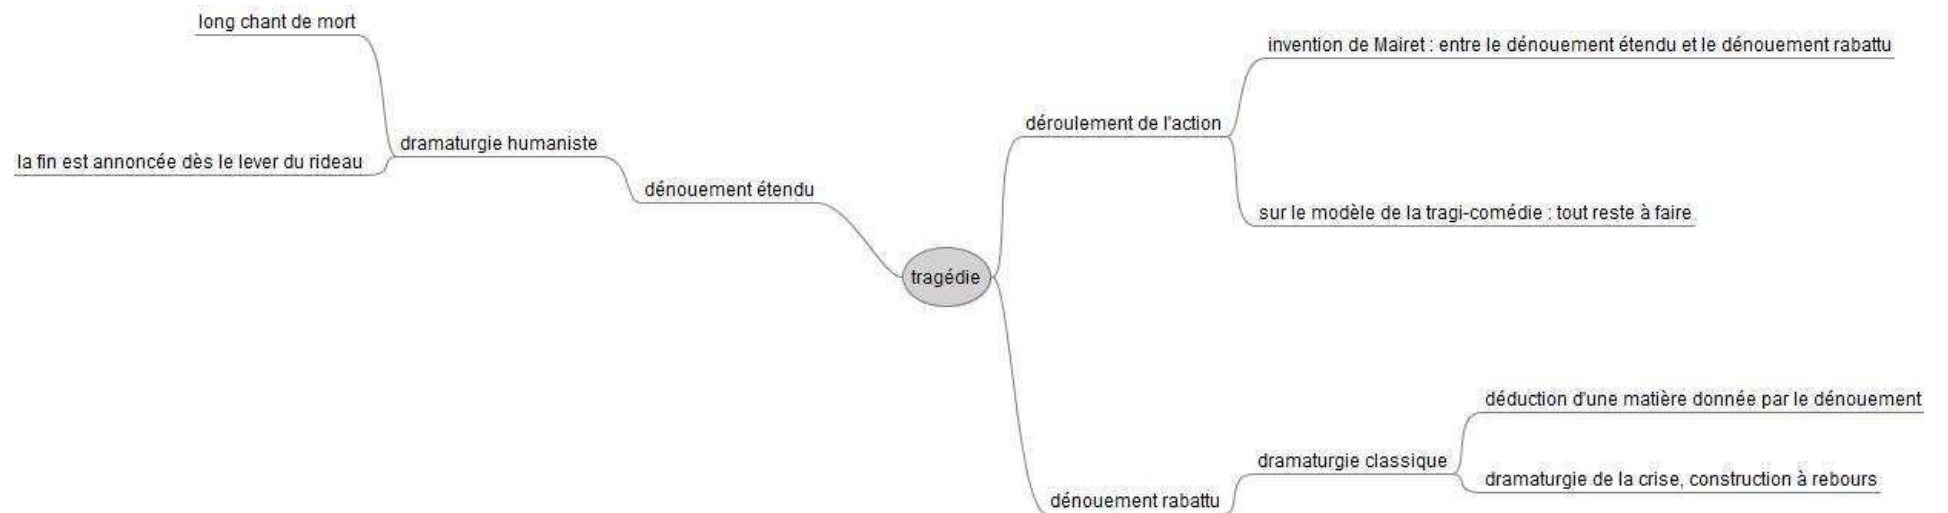 long chant de mort
dramaturgie humaniste
la fin est annoncée dès le lever du rideau
dénouement étendu
tragédie
invention de Mairet : entre le dénouement étendu et le dénouement rabattu
déroulement de l'action
sur le modèle de la tragi-comédie : tout reste à faire
déduction d'une matière donnée par le dénouement
dramaturgie classique
dramaturgie de la crise, construction à rebours
dénouement rabattu